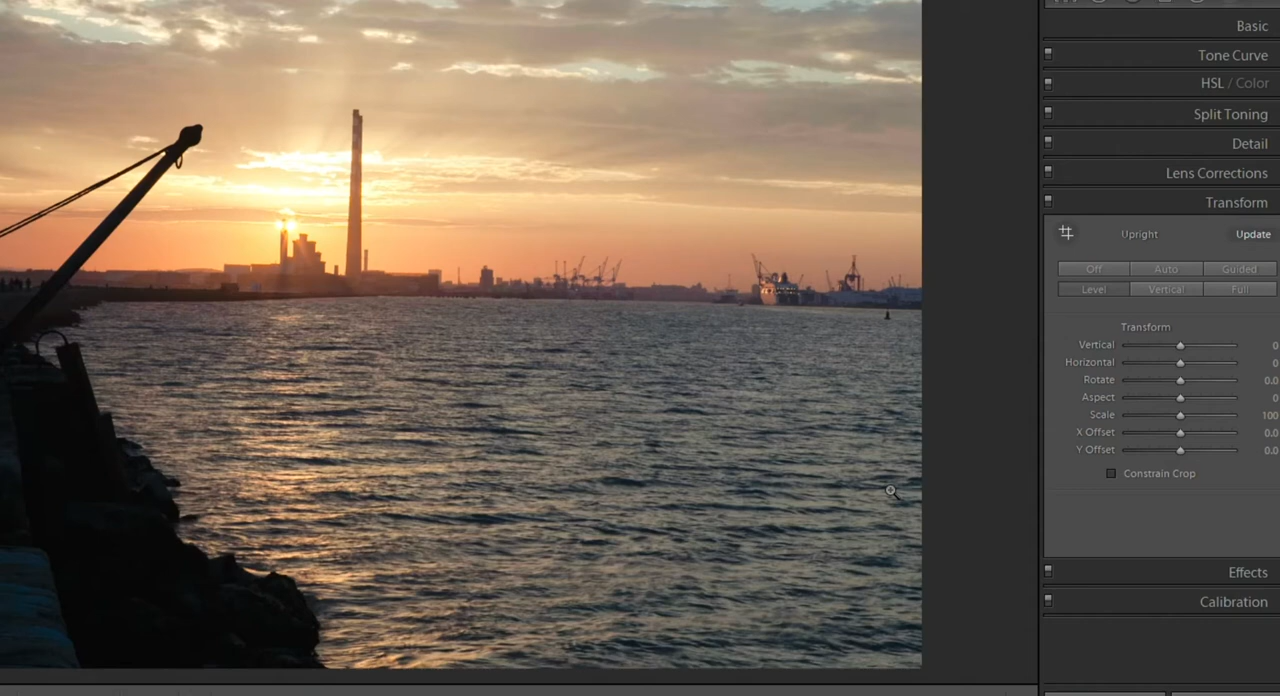 Basic
Tone Curve
HSL / Color
Split Toning
Detail
Lens Corrections
Transform
Upright Update
Off Auto Guided
Level Vertical Full
Transform
Vertical 0
Horizontal 0
Rotate 0.0
Aspect 0
Scale 100
X Offset 0.0
Y Offset 0.0
Constrain Crop
Effects
Calibration